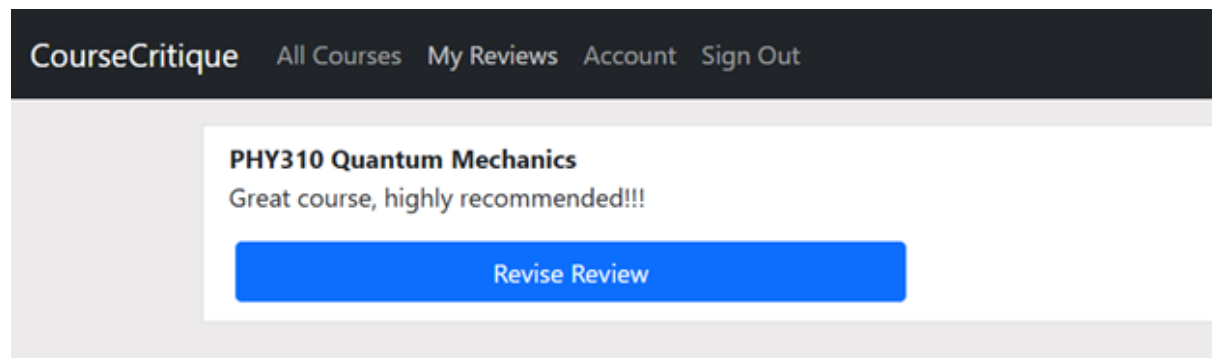 CourseCritique All Courses My Reviews Account Sign Out
PHY310 Quantum Mechanics
Great course, highly recommended!!!
Revise Review